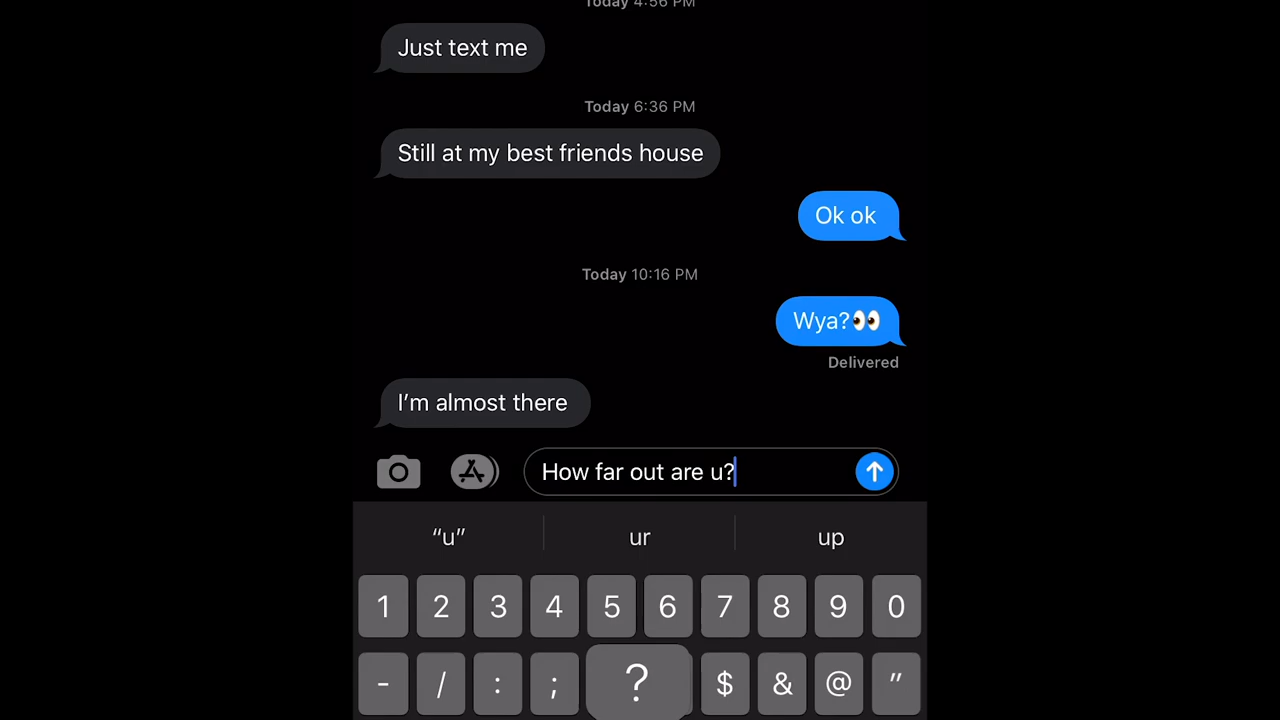 Today 4:56 PM
Just text me
Today 6:36 PM
Still at my best friends house
Ok ok
Today 10:16 PM
Wya?👀
Delivered
I’m almost there
How far out are u?
“u” ur up
1 2 3 4 5 6 7 8 9 0
- / : ; ? $ & @ ”